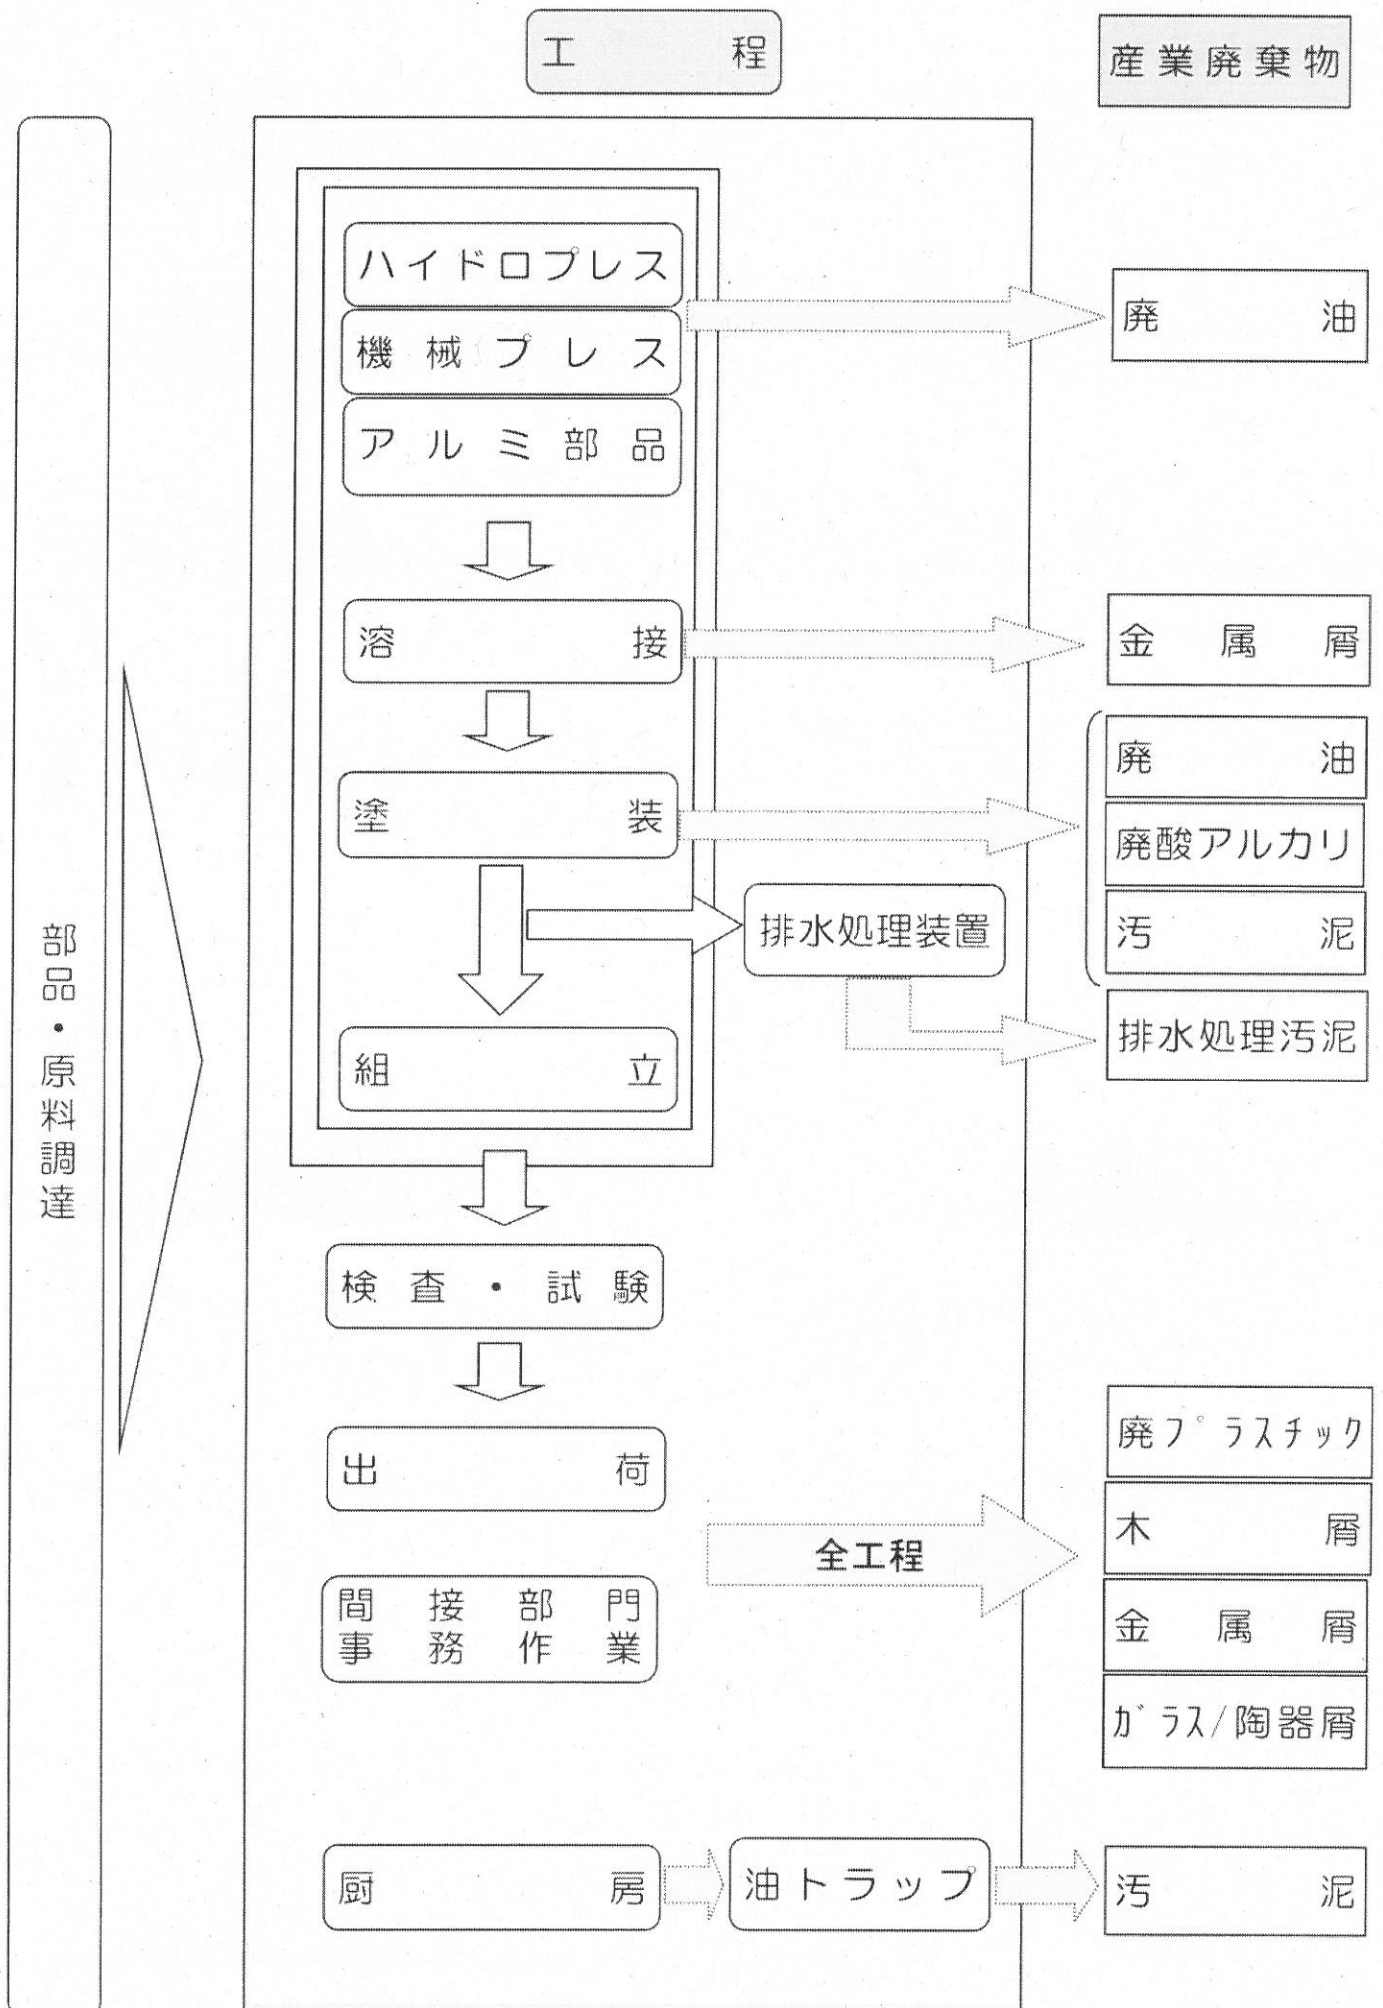 工程
産業廃棄物
部品・原料調達
ハイドロプレス
機械プレス
アルミ部品
廃油
溶接
金属屑
塗装
廃油
廃酸アルカリ
汚泥
排水処理装置
排水処理汚泥
組立
検査・試験
出荷
全工程
廃プラスチック
木屑
金属屑
ガラス/陶器屑
間接部門
事務作業
厨房
油トラップ
汚泥